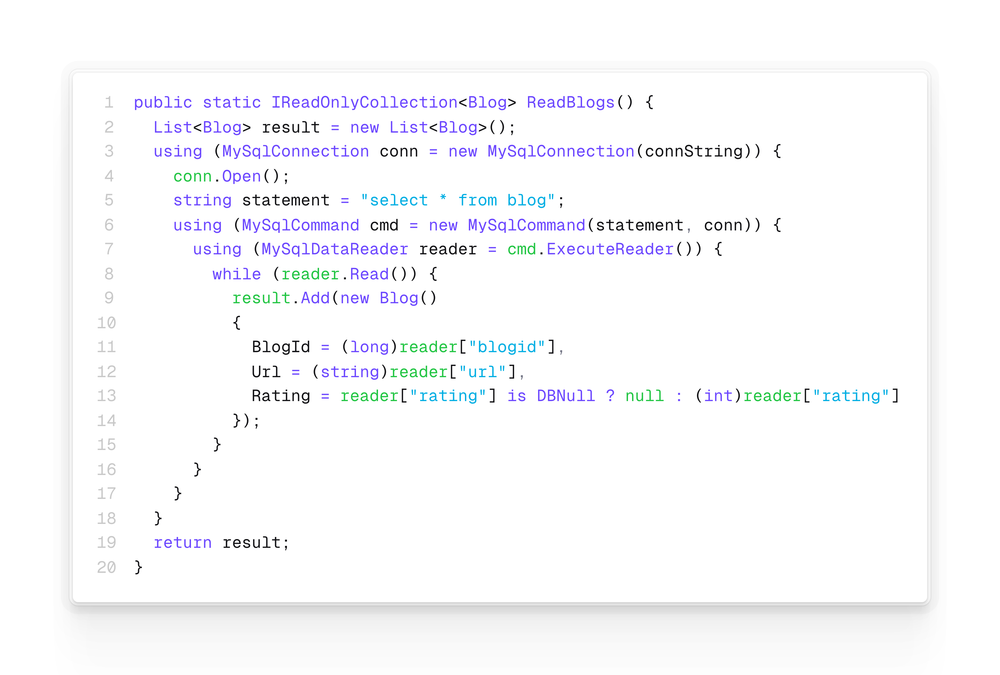 1 public static IReadOnlyCollection<Blog> ReadBlogs() {
2   List<Blog> result = new List<Blog>();
3   using (MySqlConnection conn = new MySqlConnection(connString)) {
4     conn.Open();
5     string statement = "select * from blog";
6     using (MySqlCommand cmd = new MySqlCommand(statement, conn)) {
7       using (MySqlDataReader reader = cmd.ExecuteReader()) {
8         while (reader.Read()) {
9           result.Add(new Blog()
10           {
11             BlogId = (long)reader["blogid"],
12             Url = (string)reader["url"],
13             Rating = reader["rating"] is DBNull ? null : (int)reader["rating"]
14           });
15         }
16       }
17     }
18   }
19   return result;
20 }